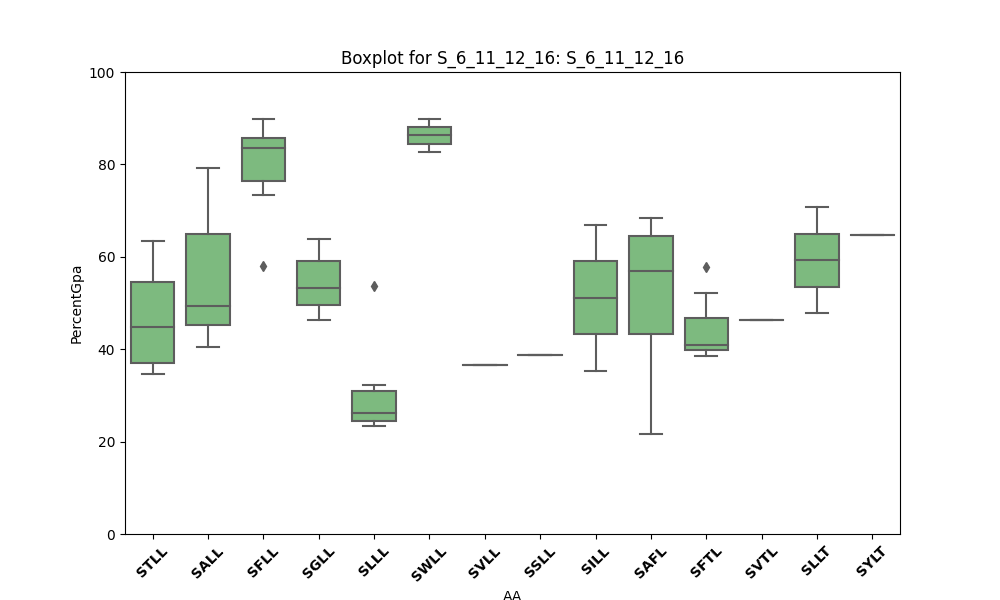 Boxplot for S_6_11_12_16: S_6_11_12_16
100
80
60
40
20
0
PercentGpa
STLL SALL SFLL SGLL SLLL SWLL SVLL SSLL SILL SAFL SFTL SVTL SLLT SYLT
AA